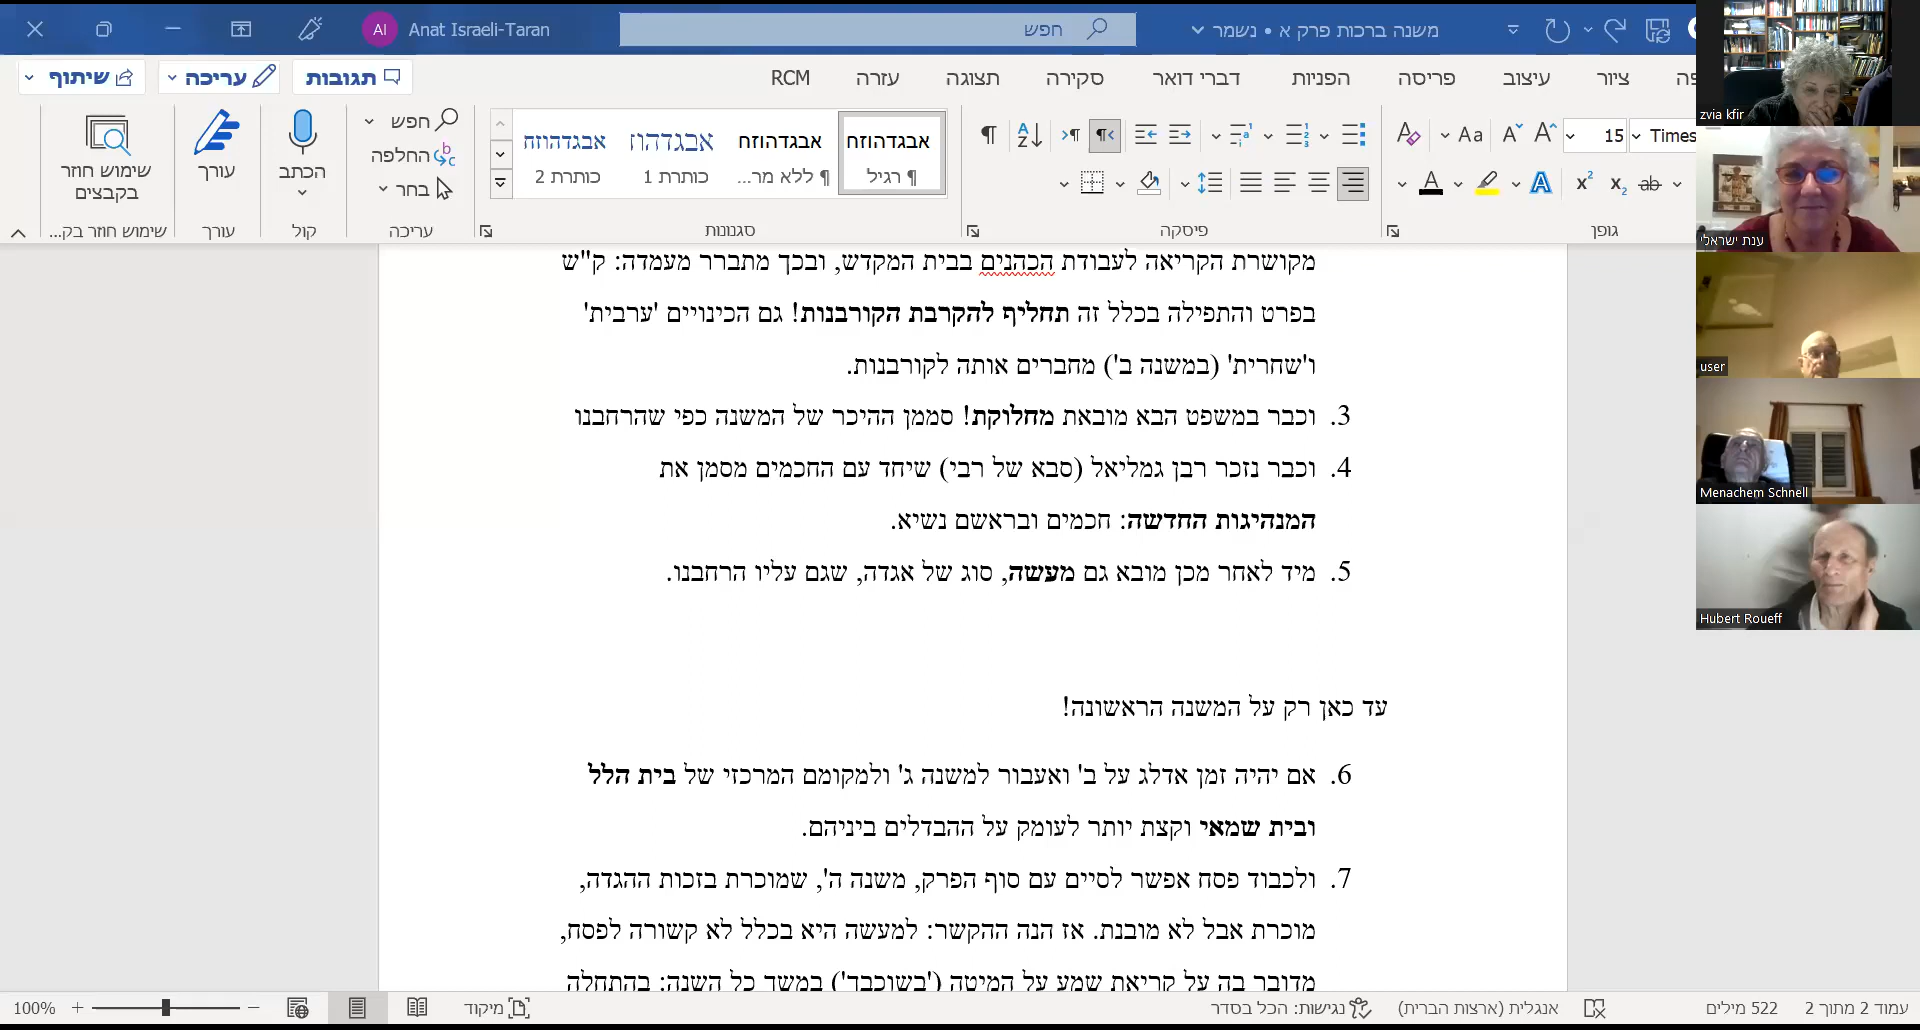 Anat Israeli-Taran
AI
חפש
משנה ברכות פרק א • נשמר
ציור
עיצוב
פריסה
הפניות
דברי דואר
סקירה
תצוגה
עזרה
RCM
תגובות
עריכה
שיתוף
Times
15
Aa
אבגדהוזח
¶ רגיל
אבגדהוזח
¶ ללא מר...
אבגדהוז
כותרת 1
אבגדהוזח
כותרת 2
חפש
החלפה
בחר
הכתב
עורך
שימוש חוזר
בקבצים
גופן
פיסקה
סגנונות
עריכה
קול
עורך
שימוש חוזר בק...
מקושרת הקריאה לעבודת הכהנים בבית המקדש, ובכך מתברר מעמדה: ק"ש
בפרט והתפילה בכלל זה תחליף להקרבת הקורבנות! גם הכינויים 'ערבית'
ו'שחרית' (במשנה ב') מחברים אותה לקורבנות.
3. וכבר במשפט הבא מובאת מחלוקת! סממן ההיכר של המשנה כפי שהרחבנו
4. וכבר נזכר רבן גמליאל (סבא של רבי) שיחד עם החכמים מסמן את
המנהיגות החדשה: חכמים ובראשם נשיא.
5. מיד לאחר מכן מובא גם מעשה, סוג של אגדה, שגם עליו הרחבנו.
עד כאן רק על המשנה הראשונה!
6. אם יהיה זמן אדלג על ב' ואעבור למשנה ג' ולמקומם המרכזי של בית הלל
ובית שמאי וקצת יותר לעומק על ההבדלים ביניהם.
7. ולכבוד פסח אפשר לסיים עם סוף הפרק, משנה ה', שמוכרת בזכות ההגדה,
מוכרת אבל לא מובנת. אז הנה ההקשר: למעשה היא בכלל לא קשורה לפסח,
מדובר בה על קריאת שמע על המיטה ('בשוכבך') במשך כל השנה: בהתחלה
עמוד 2 מתוך 2
522 מילים
אנגלית (ארצות הברית)
נגישות: הכל בסדר
מיקוד
100%
zvia kfir
ענת ישראלי
user
Menachem Schnell
Hubert Roueff